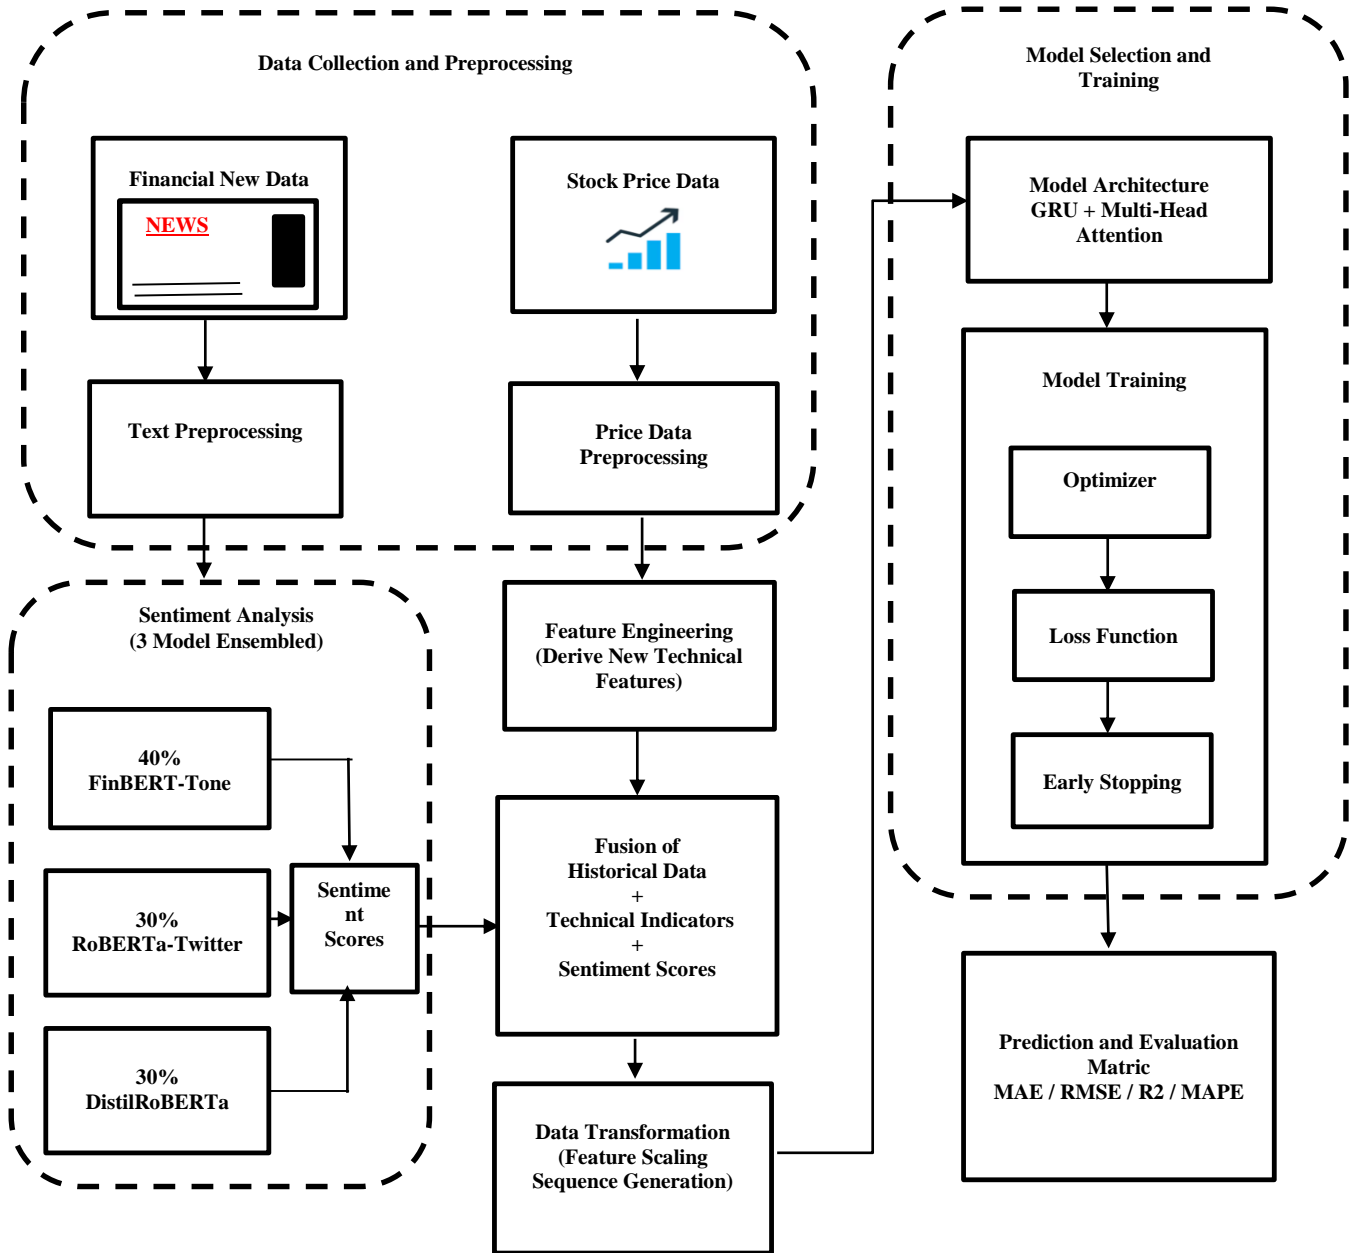 Data Collection and Preprocessing
Financial New Data
NEWS
Stock Price Data
Text Preprocessing
Price Data
Preprocessing
Sentiment Analysis
(3 Model Ensembled)
40%
FinBERT-Tone
30%
RoBERTa-Twitter
30%
DistilRoBERTa
Sentime
nt
Scores
Feature Engineering
(Derive New Technical
Features)
Fusion of
Historical Data
+
Technical Indicators
+
Sentiment Scores
Data Transformation
(Feature Scaling
Sequence Generation)
Model Selection and
Training
Model Architecture
GRU + Multi-Head
Attention
Model Training
Optimizer
Loss Function
Early Stopping
Prediction and Evaluation
Matric
MAE / RMSE / R2 / MAPE